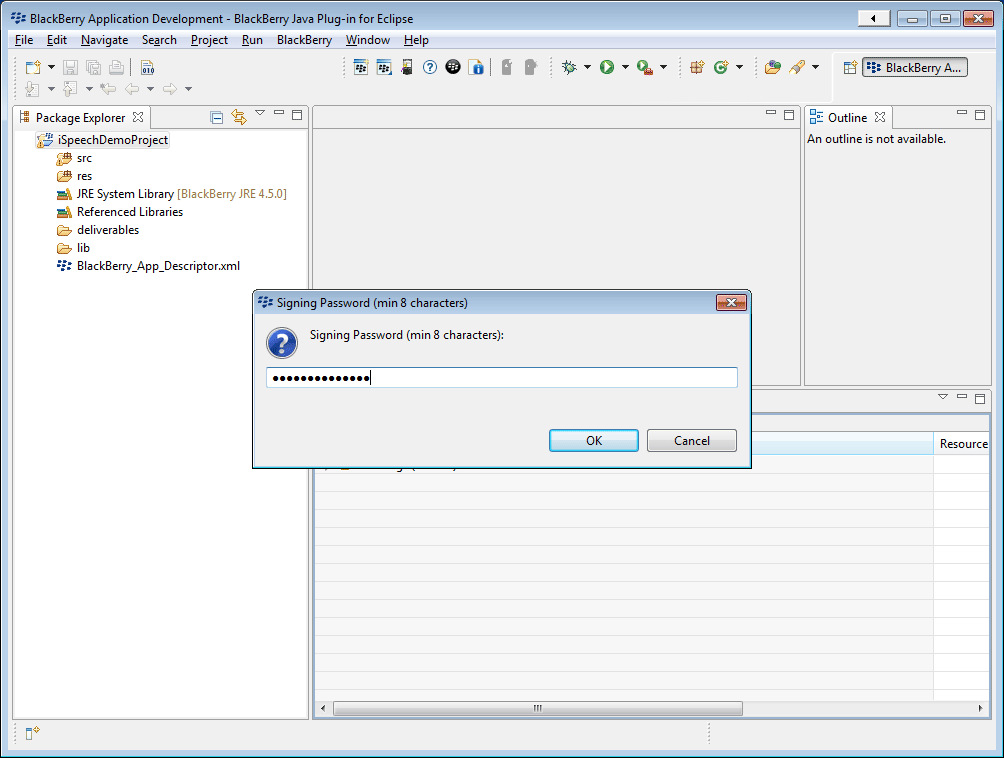 BlackBerry Application Development - BlackBerry Java Plug-in for Eclipse
File Edit Navigate Search Project Run BlackBerry Window Help
010
BlackBerry A...
Package Explorer
Outline
iSpeechDemoProject
An outline is not available.
src
res
JRE System Library [BlackBerry JRE 4.5.0]
Referenced Libraries
deliverables
lib
BlackBerry_App_Descriptor.xml
Signing Password (min 8 characters)
Signing Password (min 8 characters):
••••••••••••••
OK Cancel
Resource